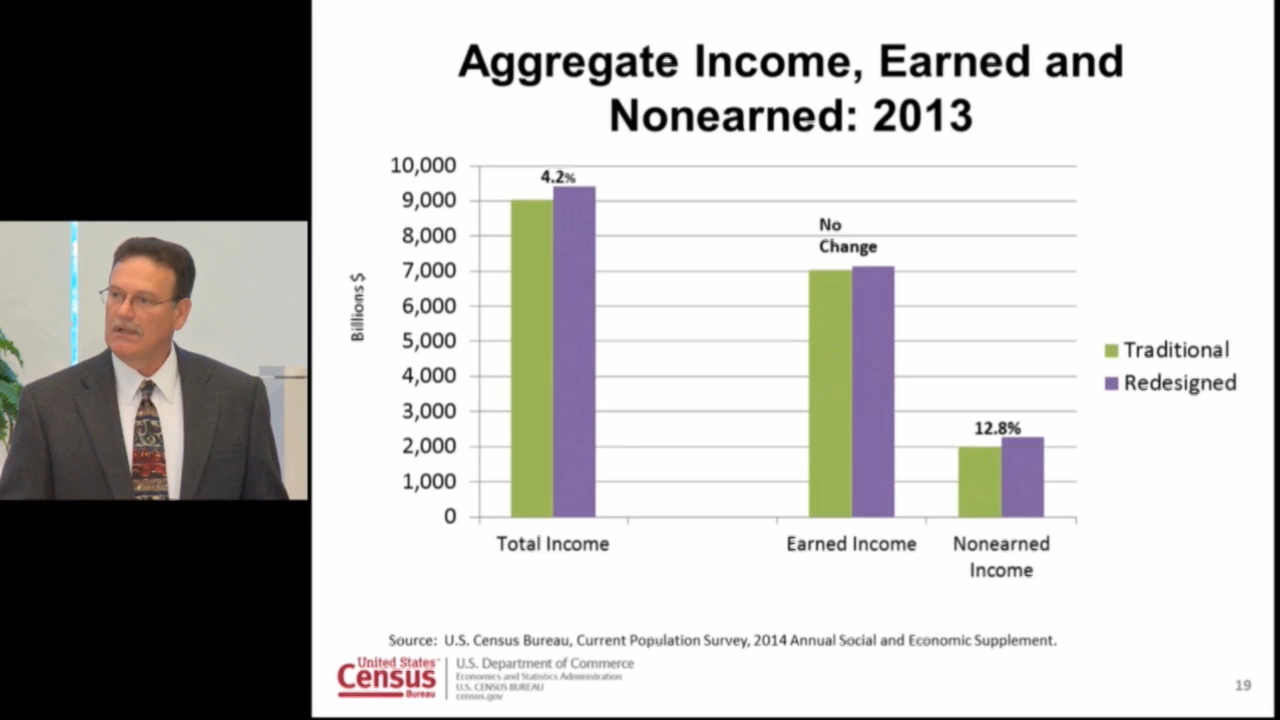 Aggregate Income, Earned and
Nonearned: 2013
10,000
9,000
8,000
7,000
6,000
5,000
4,000
3,000
2,000
1,000
0
Billions $
4.2%
No
Change
12.8%
Total Income
Earned Income
Nonearned
Income
Traditional
Redesigned
Source: U.S. Census Bureau, Current Population Survey, 2014 Annual Social and Economic Supplement.
United States™
Census
Bureau
U.S. Department of Commerce
Economics and Statistics Administration
U.S. CENSUS BUREAU
census.gov
19